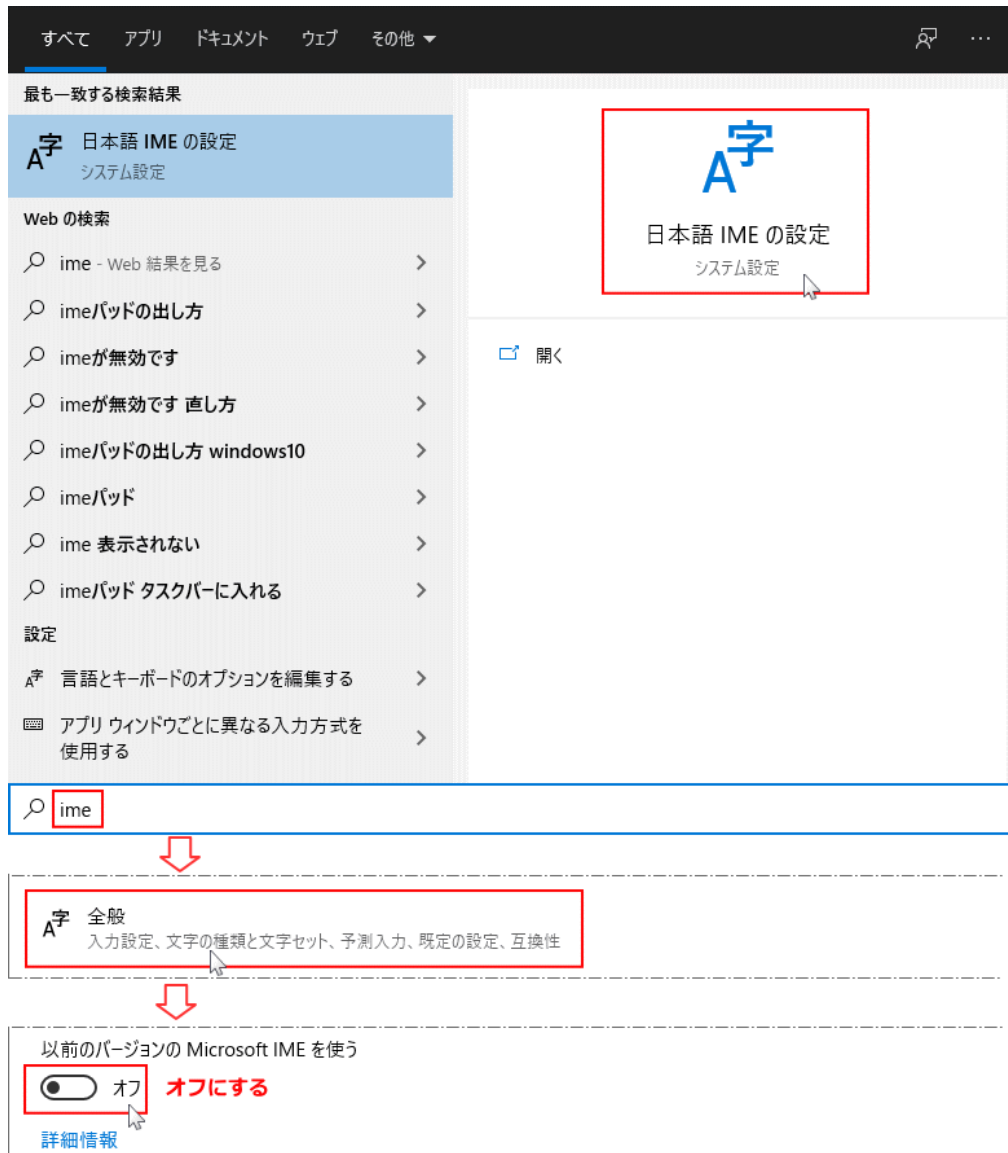 すべて アプリ ドキュメント ウェブ その他
最も一致する検索結果
日本語 IME の設定
システム設定
Web の検索
ime - Web 結果を見る
imeパッドの出し方
imeが無効です
imeが無効です 直し方
imeパッドの出し方 windows10
imeパッド
ime 表示されない
imeパッド タスクバーに入れる
設定
言語とキーボードのオプションを編集する
アプリ ウィンドウごとに異なる入力方式を
使用する
日本語 IME の設定
システム設定
開く
ime
全般
入力設定、文字の種類と文字セット、予測入力、既定の設定、互換性
以前のバージョンの Microsoft IME を使う
オフ オフにする
詳細情報